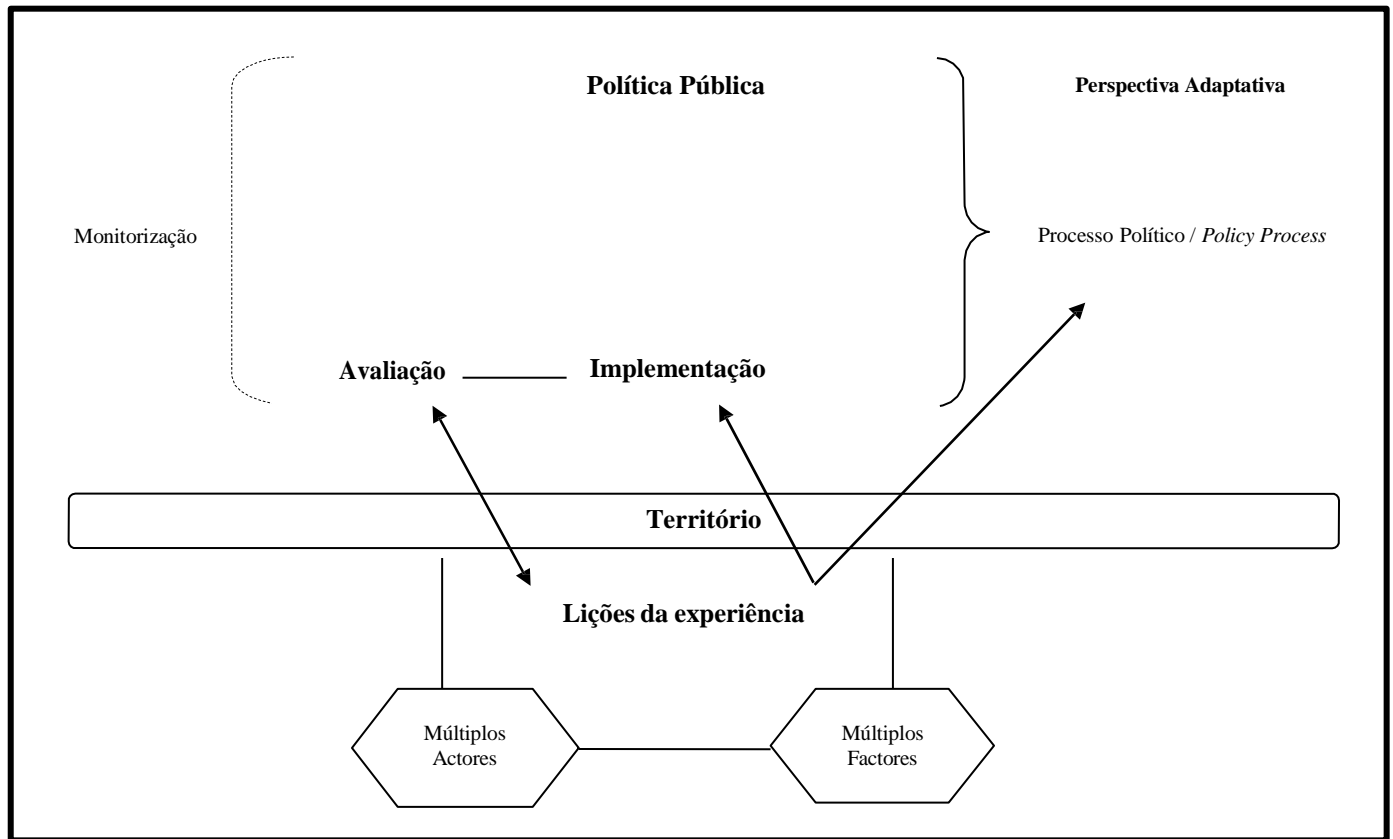 Política Pública
Perspectiva Adaptativa
Monitorização
Processo Político / Policy Process
Avaliação
Implementação
Território
Lições da experiência
Múltiplos
Actores
Múltiplos
Factores